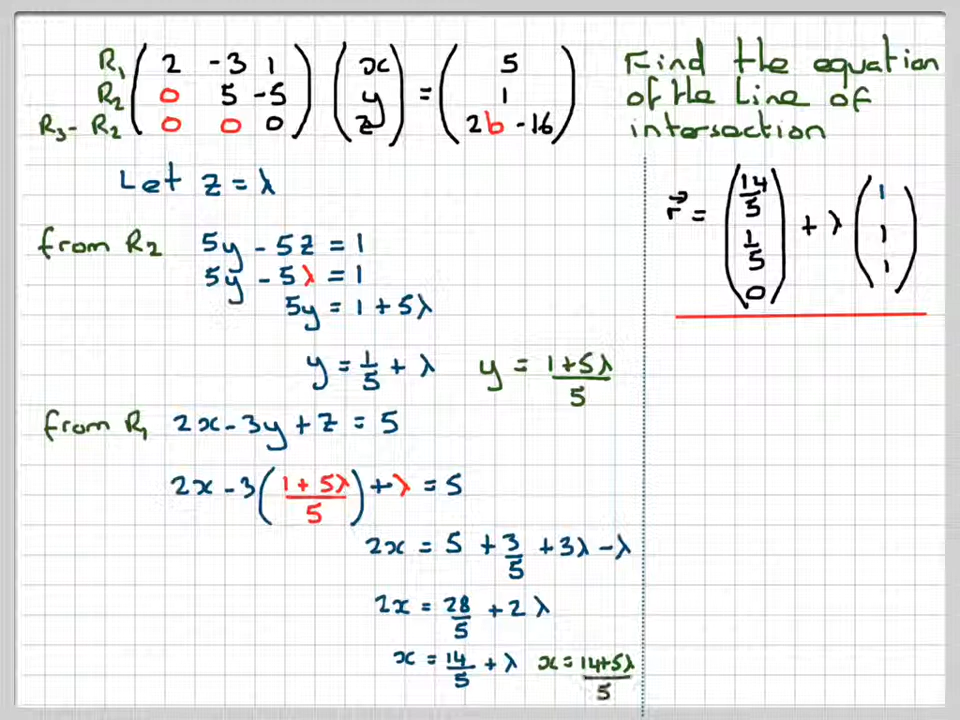 R₁ ( 2 -3 1 ) ( x ) = ( 5 )
R₂ ( 0 5 -5 ) ( y ) ( 1 )
R₃ - R₂ ( 0 0 0 ) ( z ) ( 2b - 16 )
Let z = λ
from R₂ 5y - 5z = 1
5y - 5λ = 1
5y = 1 + 5λ
y = 1/5 + λ y = (1+5λ)/5
from R₁ 2x - 3y + z = 5
2x - 3((1 + 5λ)/5) + λ = 5
2x = 5 + 3/5 + 3λ - λ
2x = 28/5 + 2λ
x = 14/5 + λ x = (14+5λ)/5
Find the equation
of the Line of
intersection
r⃗ = (14/5, 1/5, 0) + λ (1, 1, 1)